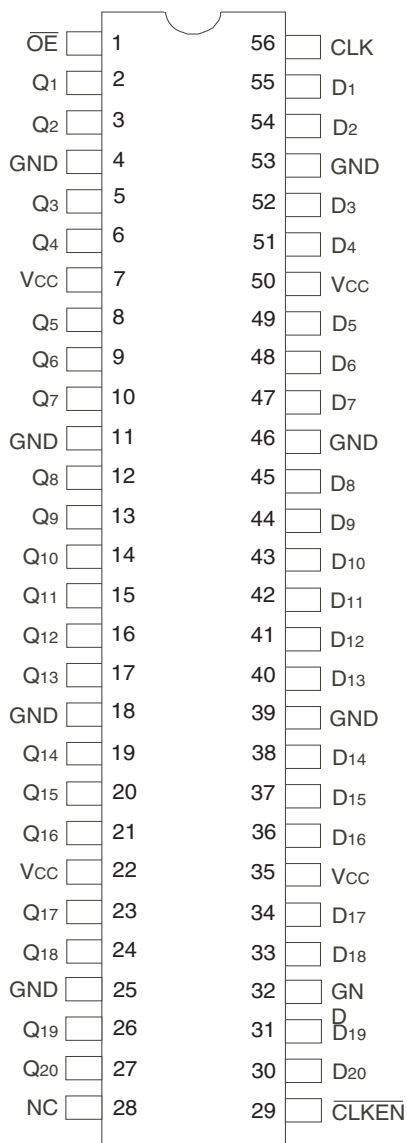 OE 1 56 CLK
Q1 2 55 D1
Q2 3 54 D2
GND 4 53 GND
Q3 5 52 D3
Q4 6 51 D4
VCC 7 50 VCC
Q5 8 49 D5
Q6 9 48 D6
Q7 10 47 D7
GND 11 46 GND
Q8 12 45 D8
Q9 13 44 D9
Q10 14 43 D10
Q11 15 42 D11
Q12 16 41 D12
Q13 17 40 D13
GND 18 39 GND
Q14 19 38 D14
Q15 20 37 D15
Q16 21 36 D16
VCC 22 35 VCC
Q17 23 34 D17
Q18 24 33 D18
GND 25 32 GN
D
Q19 26 31 D19
Q20 27 30 D20
NC 28 29 CLKEN